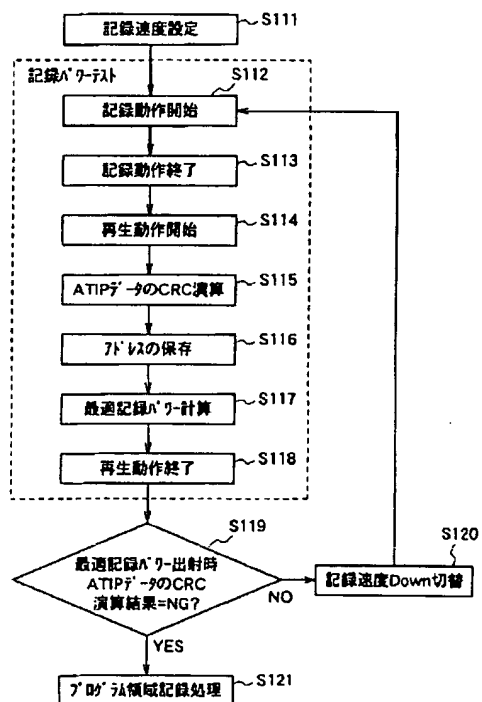 記録速度設定
S111
記録ﾊﾟﾜｰテスト
S112
記録動作開始
記録動作終了
S113
再生動作開始
S114
ATIPﾃﾞｰﾀのCRC演算
S115
ｱﾄﾞﾚｽの保存
S116
最適記録ﾊﾟﾜｰ計算
S117
再生動作終了
S118
S119
最適記録ﾊﾟﾜｰ出射時
ATIPﾃﾞｰﾀのCRC
演算結果=NG?
NO
S120
記録速度Down切替
YES
ﾌﾟﾛｸﾞﾗﾑ領域記録処理
S121